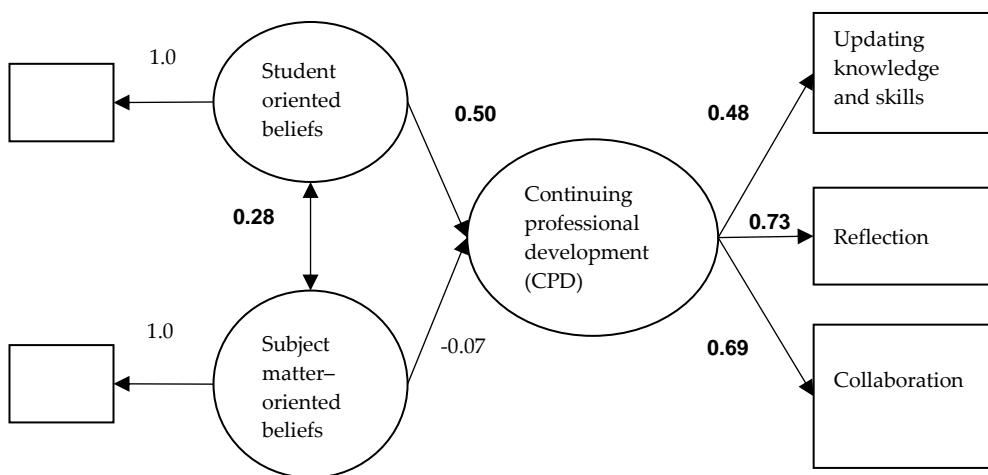 1.0
Student
oriented
beliefs
0.50
0.28
1.0
Subject
matter–
oriented
beliefs
-0.07
Continuing
professional
development
(CPD)
0.48
0.73
0.69
Updating
knowledge
and skills
Reflection
Collaboration